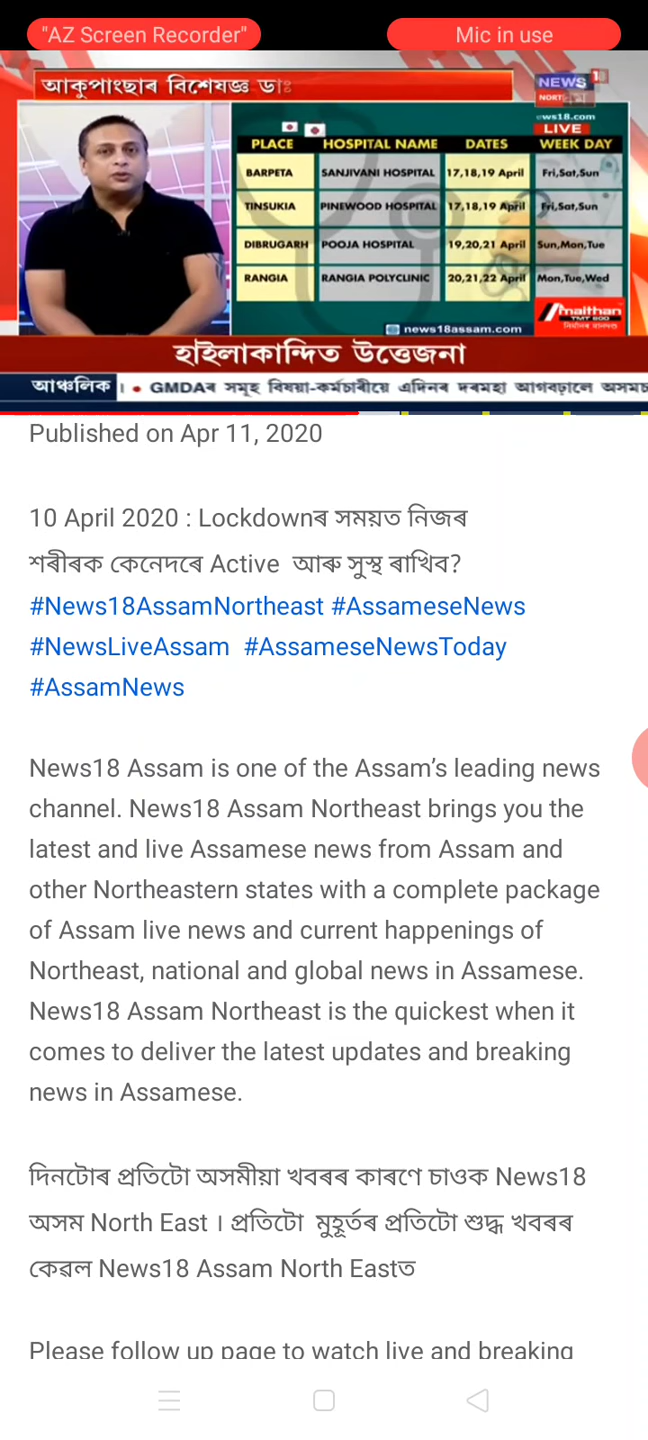 "AZ Screen Recorder" Mic in use
আকুপাংছাৰ বিশেষজ্ঞ ডাঃ
NEWS 18
NORTH
LIVE
PLACE HOSPITAL NAME DATES WEEK DAY
BARPETA SANJIVANI HOSPITAL 17,18,19 April Fri,Sat,Sun
TINSUKIA PINEWOOD HOSPITAL 17,18,19 April Fri,Sat,Sun
DIBRUGARH POOJA HOSPITAL 19,20,21 April Sun,Mon,Tue
RANGIA RANGIA POLYCLINIC 20,21,22 April Mon,Tue,Wed
maithan
TMT 600
news18assam.com
হাইলাকান্দিত উত্তেজনা
আঞ্চলিক । • GMDAৰ সমূহ বিষয়া-কৰ্মচাৰীয়ে এদিনৰ দৰমহা আগবঢ়ালে
Published on Apr 11, 2020
10 April 2020 : Lockdownৰ সময়ত নিজৰ
শৰীৰক কেনেদৰে Active আৰু সুস্থ ৰাখিব?
#News18AssamNortheast #AssameseNews
#NewsLiveAssam #AssameseNewsToday
#AssamNews
News18 Assam is one of the Assam’s leading news
channel. News18 Assam Northeast brings you the
latest and live Assamese news from Assam and
other Northeastern states with a complete package
of Assam live news and current happenings of
Northeast, national and global news in Assamese.
News18 Assam Northeast is the quickest when it
comes to deliver the latest updates and breaking
news in Assamese.
দিনটোৰ প্ৰতিটো অসমীয়া খবৰৰ কাৰণে চাওক News18
অসম North East । প্ৰতিটো মুহূৰ্তৰ প্ৰতিটো শুদ্ধ খবৰৰ
কেৱল News18 Assam North Eastত
Please follow up page to watch live and breaking